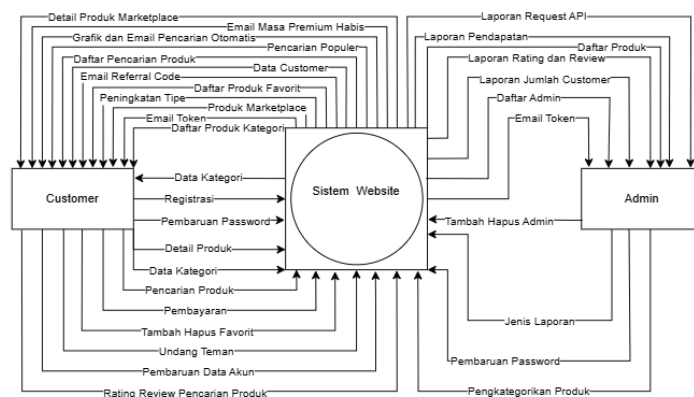 Detail Produk Marketplace
Email Masa Premium Habis
Grafik dan Email Pencarian Otomatis
Pencarian Populer
Daftar Pencarian Produk
Data Customer
Email Referral Code
Daftar Produk Favorit
Peningkatan Tipe
Produk Marketplace
Email Token
Daftar Produk Kategori
Laporan Request API
Laporan Pendapatan
Daftar Produk
Laporan Rating dan Review
Laporan Jumlah Customer
Daftar Admin
Email Token
Customer
Sistem Website
Admin
Data Kategori
Registrasi
Pembaruan Password
Detail Produk
Data Kategori
Pencarian Produk
Pembayaran
Tambah Hapus Favorit
Undang Teman
Pembaruan Data Akun
Rating Review Pencarian Produk
Tambah Hapus Admin
Jenis Laporan
Pembaruan Password
Pengkategorikan Produk